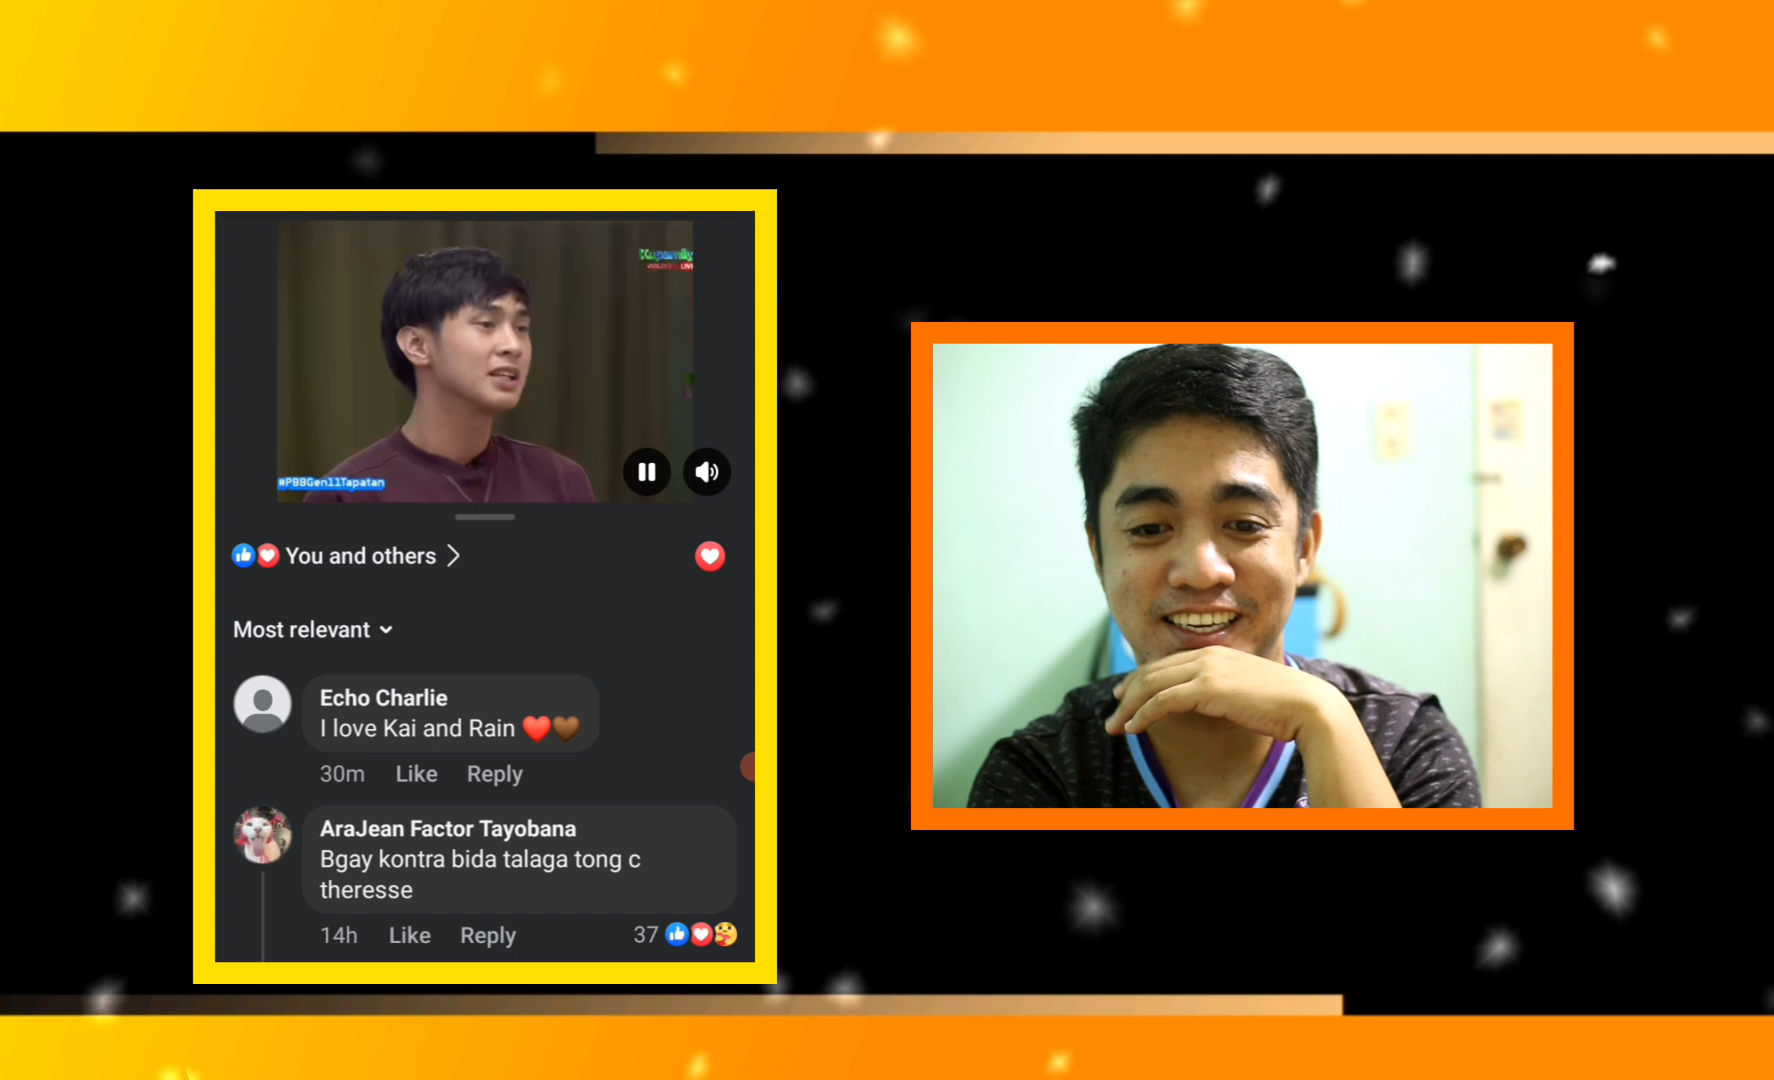 Kapamilya
#PBBGen11Tapatan
You and others
Most relevant
Echo Charlie
I love Kai and Rain ❤️🤎
30m Like Reply
AraJean Factor Tayobana
Bgay kontra bida talaga tong c
theresse
14h Like Reply 37